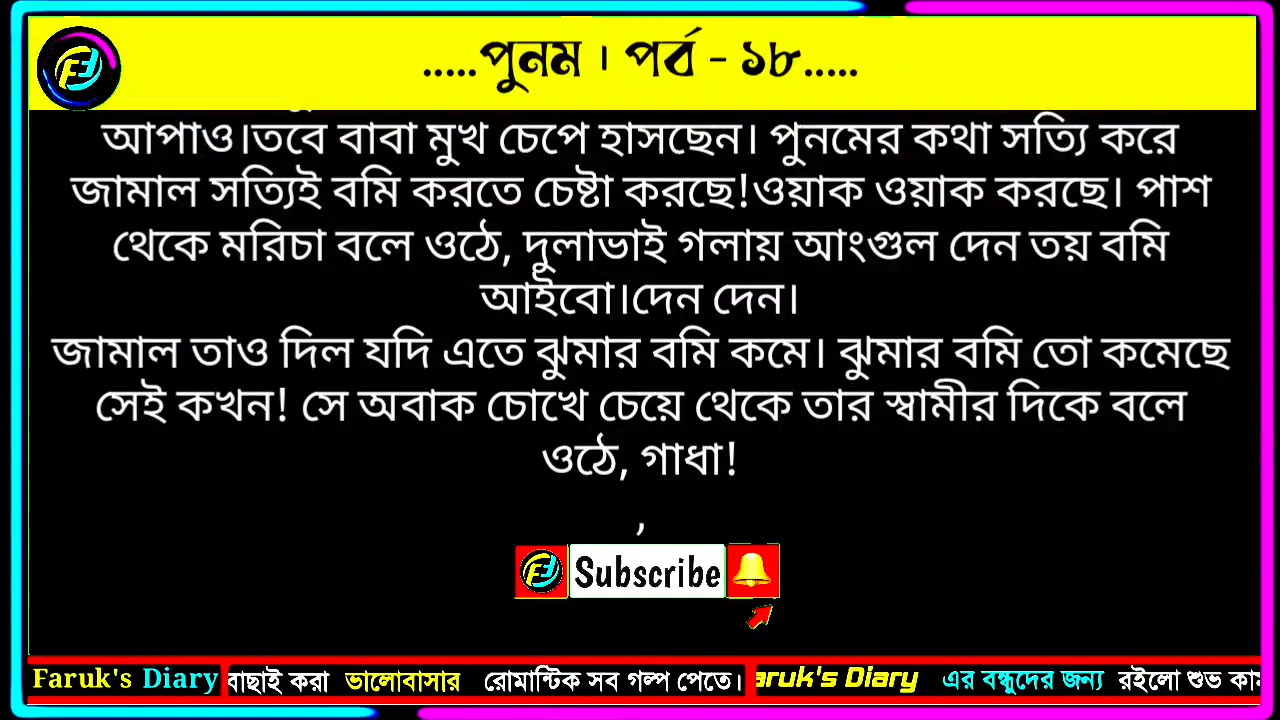 .....পুনম । পর্ব - ১৮.....
আপাও।তবে বাবা মুখ চেপে হাসছেন। পুনমের কথা সত্যি করে
জামাল সত্যিই বমি করতে চেষ্টা করছে!ওয়াক ওয়াক করছে। পাশ
থেকে মরিচা বলে ওঠে, দুলাভাই গলায় আংগুল দেন তয় বমি
আইবো।দেন দেন।
জামাল তাও দিল যদি এতে ঝুমার বমি কমে। ঝুমার বমি তো কমেছে
সেই কখন! সে অবাক চোখে চেয়ে থেকে তার স্বামীর দিকে বলে
ওঠে, গাধা!
,
Subscribe
Faruk's Diary বাছাই করা ভালোবাসার রোমান্টিক সব গল্প পেতে। aruk's Diary এর বন্ধুদের জন্য রইলো শুভ